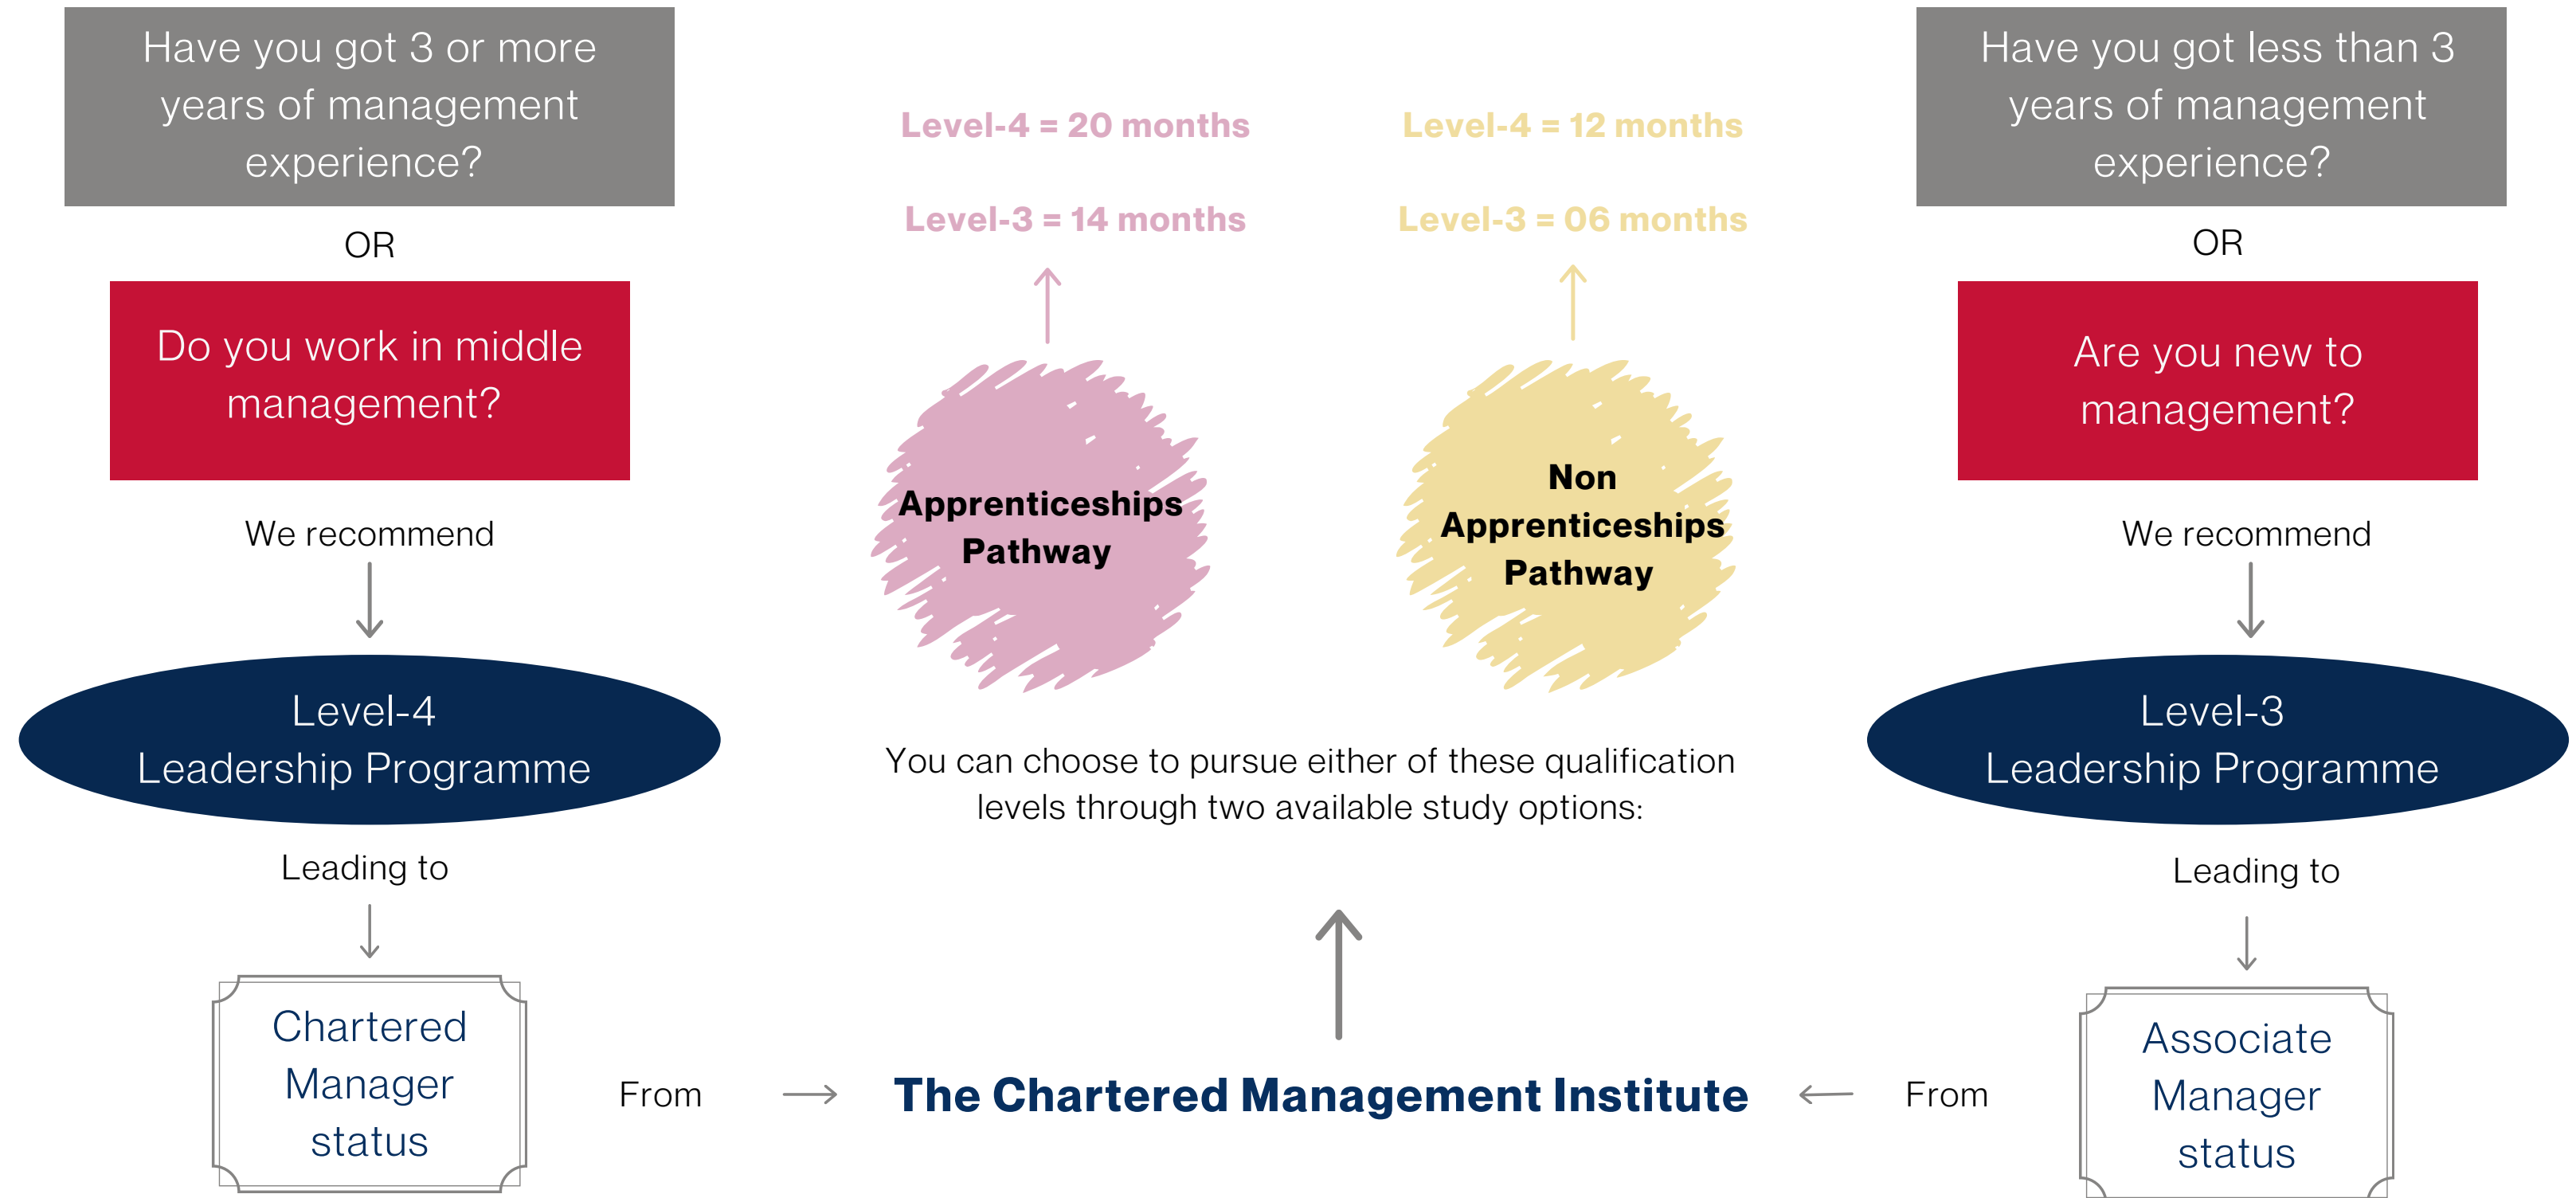 Have you got 3 or more
years of management
experience?
OR
Do you work in middle
management?
We recommend
Level-4
Leadership Programme
Leading to
Chartered
Manager
status
From
Level-4 = 20 months
Level-3 = 14 months
Apprenticeships
Pathway
Level-4 = 12 months
Level-3 = 06 months
Non
Apprenticeships
Pathway
You can choose to pursue either of these qualification
levels through two available study options:
The Chartered Management Institute
Have you got less than 3
years of management
experience?
OR
Are you new to
management?
We recommend
Level-3
Leadership Programme
Leading to
Associate
Manager
status
From